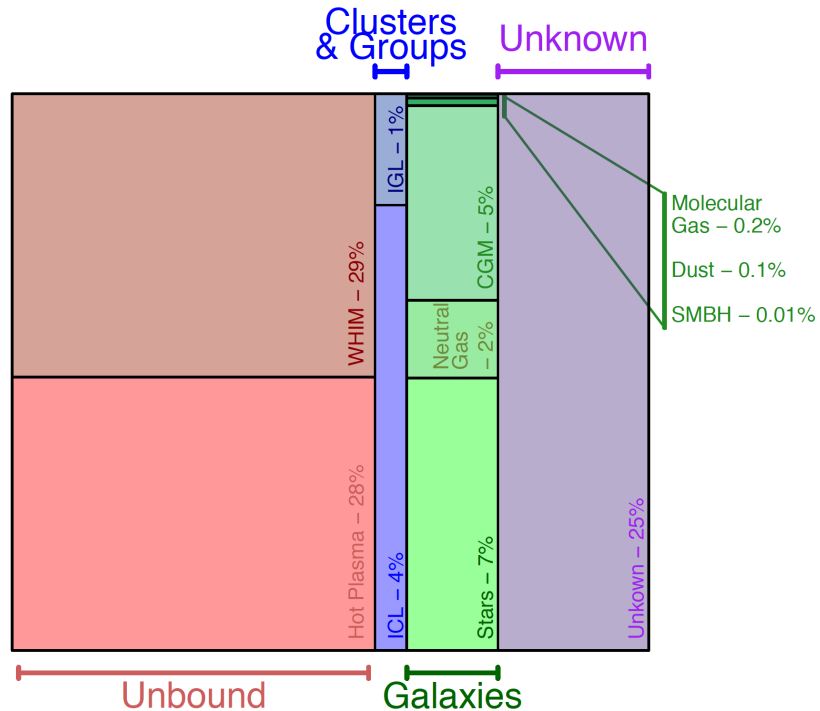 Clusters
& Groups
Unknown
WHIM – 29%
IGL – 1%
CGM – 5%
Molecular
Gas – 0.2%
Dust – 0.1%
SMBH – 0.01%
Neutral
Gas
– 2%
Hot Plasma – 28%
ICL – 4%
Stars – 7%
Unkown – 25%
Unbound
Galaxies